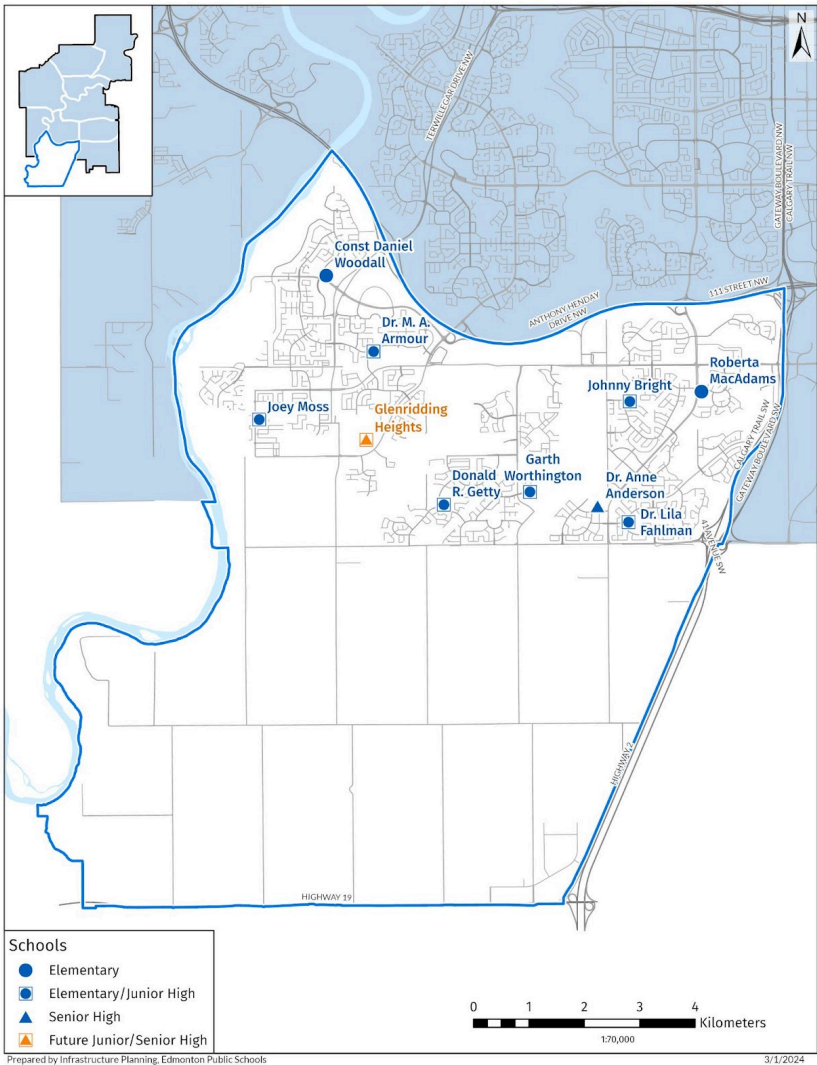 N
TERWILLEGAR DRIVE NW
GATEWAY BOULEVARD NW
CALGARY TRAIL NW
Const Daniel
Woodall
111 STREET NW
ANTHONY HENDAY
DRIVE NW
Dr. M. A.
Armour
Roberta
MacAdams
Johnny Bright
Joey Moss
Glenridding
Heights
CALGARY TRAIL SW
GATEWAY BOULEVARD SW
Garth
Worthington
Donald
R. Getty
Dr. Anne
Anderson
Dr. Lila
Fahlman
41 AVENUE SW
HIGHWAY 2
HIGHWAY 19
Schools
Elementary
Elementary/Junior High
Senior High
Future Junior/Senior High
0 1 2 3 4
Kilometers
1:70,000
Prepared by Infrastructure Planning, Edmonton Public Schools
3/1/2024